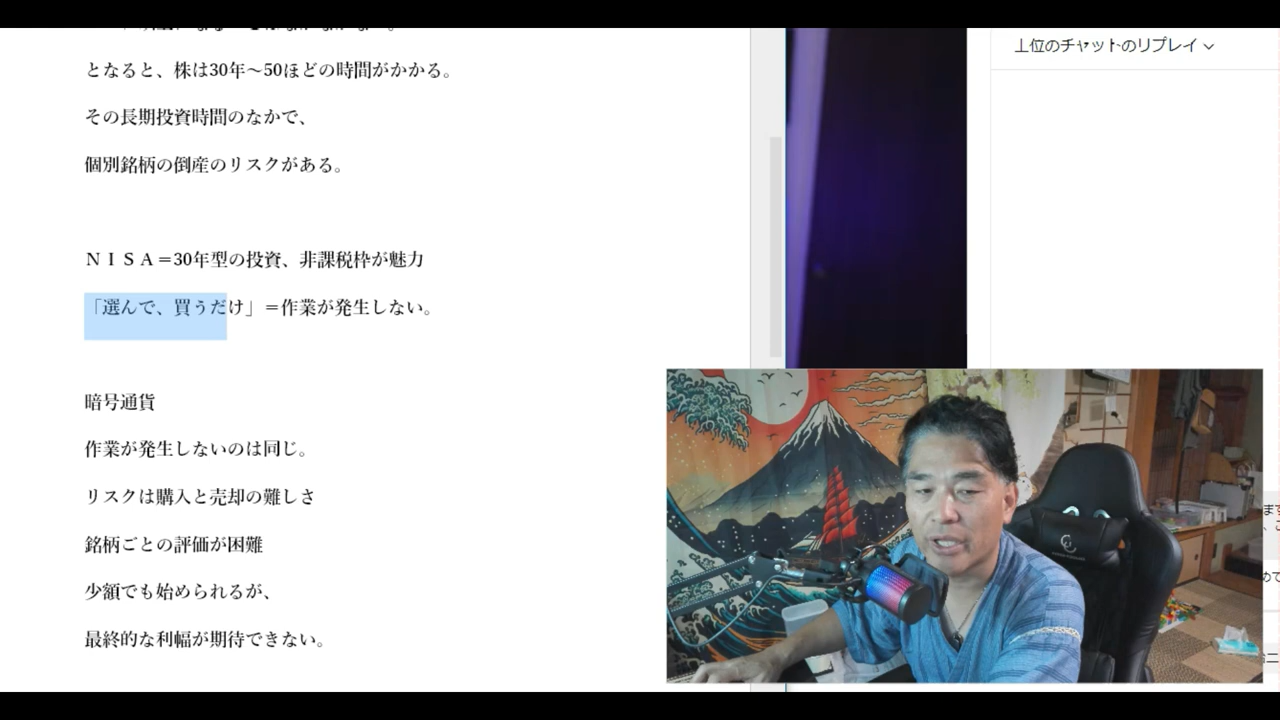 となると、株は30年～50ほどの時間がかかる。
その長期投資時間のなかで、
個別銘柄の倒産のリスクがある。
ＮＩＳＡ＝30年型の投資、非課税枠が魅力
「選んで、買うだけ」＝作業が発生しない。
暗号通貨
作業が発生しないのは同じ。
リスクは購入と売却の難しさ
銘柄ごとの評価が困難
少額でも始められるが、
最終的な利幅が期待できない。
上位のチャットのリプレイ